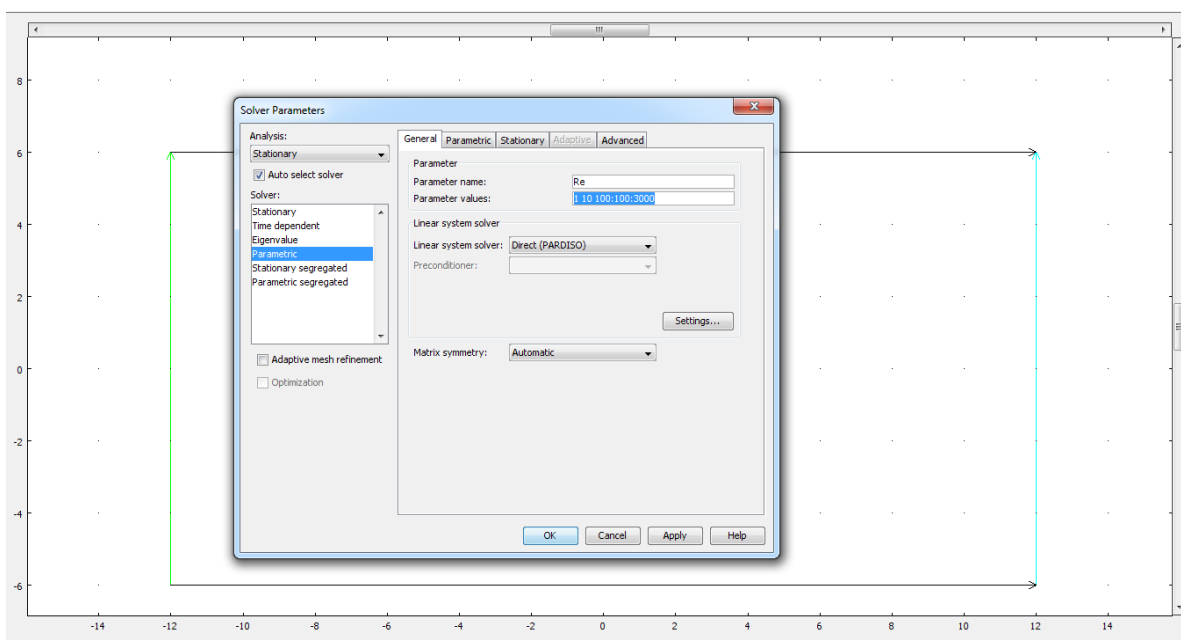 8
6
4
2
0
-2
-4
-6
Solver Parameters
Analysis:
Stationary
Auto select solver
Solver:
Stationary
Time dependent
Eigenvalue
Parametric
Stationary segregated
Parametric segregated
Adaptive mesh refinement
Optimization
General Parametric Stationary Adaptive Advanced
Parameter
Parameter name: Re
Parameter values: 1 10 100:100:3000
Linear system solver
Linear system solver: Direct (PARDISO)
Preconditioner:
Settings...
Matrix symmetry: Automatic
OK Cancel Apply Help
-14 -12 -10 -8 -6 -4 -2 0 2 4 6 8 10 12 14